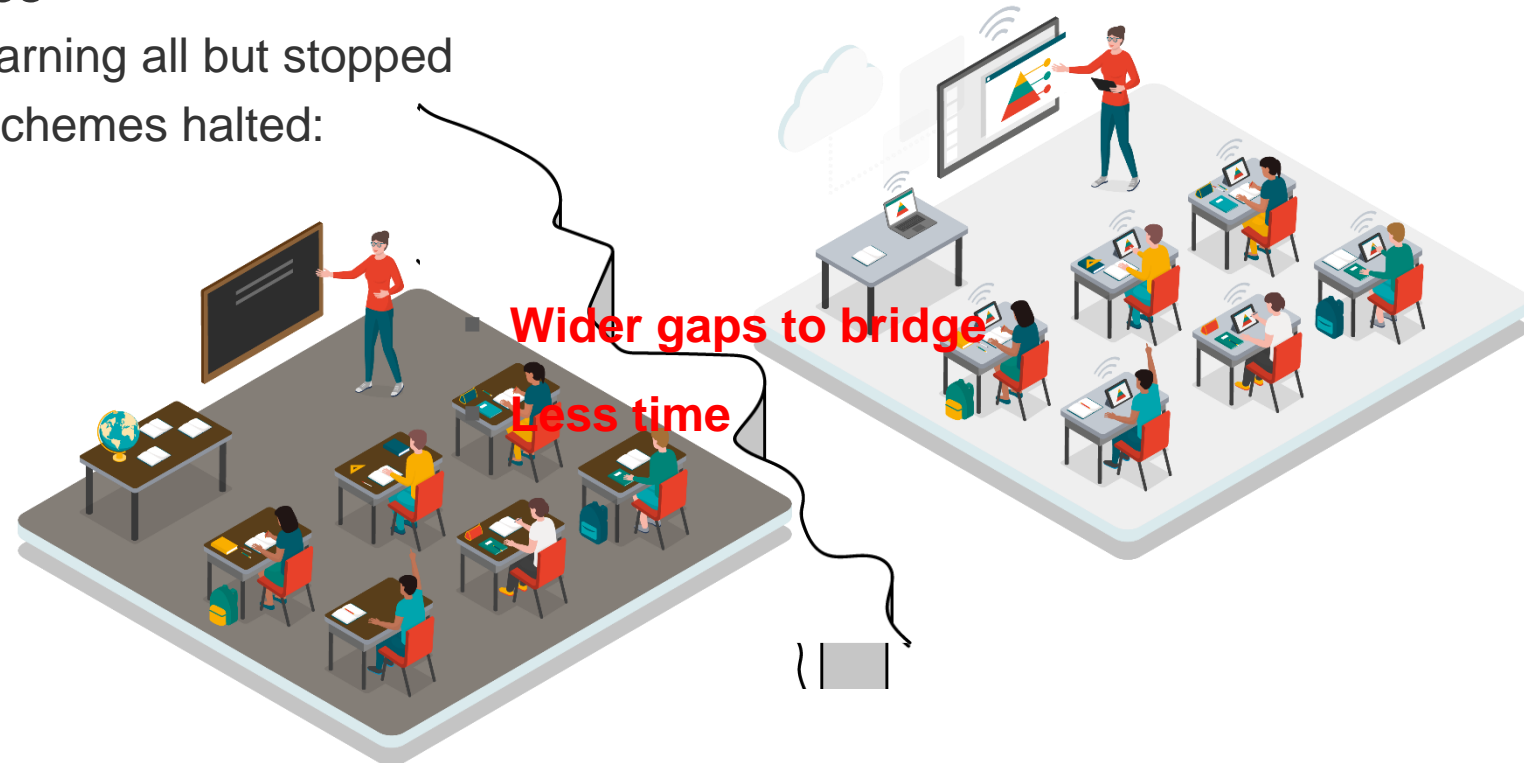 arning all but stopped
chemes halted:
Wider gaps to bridge
Less time